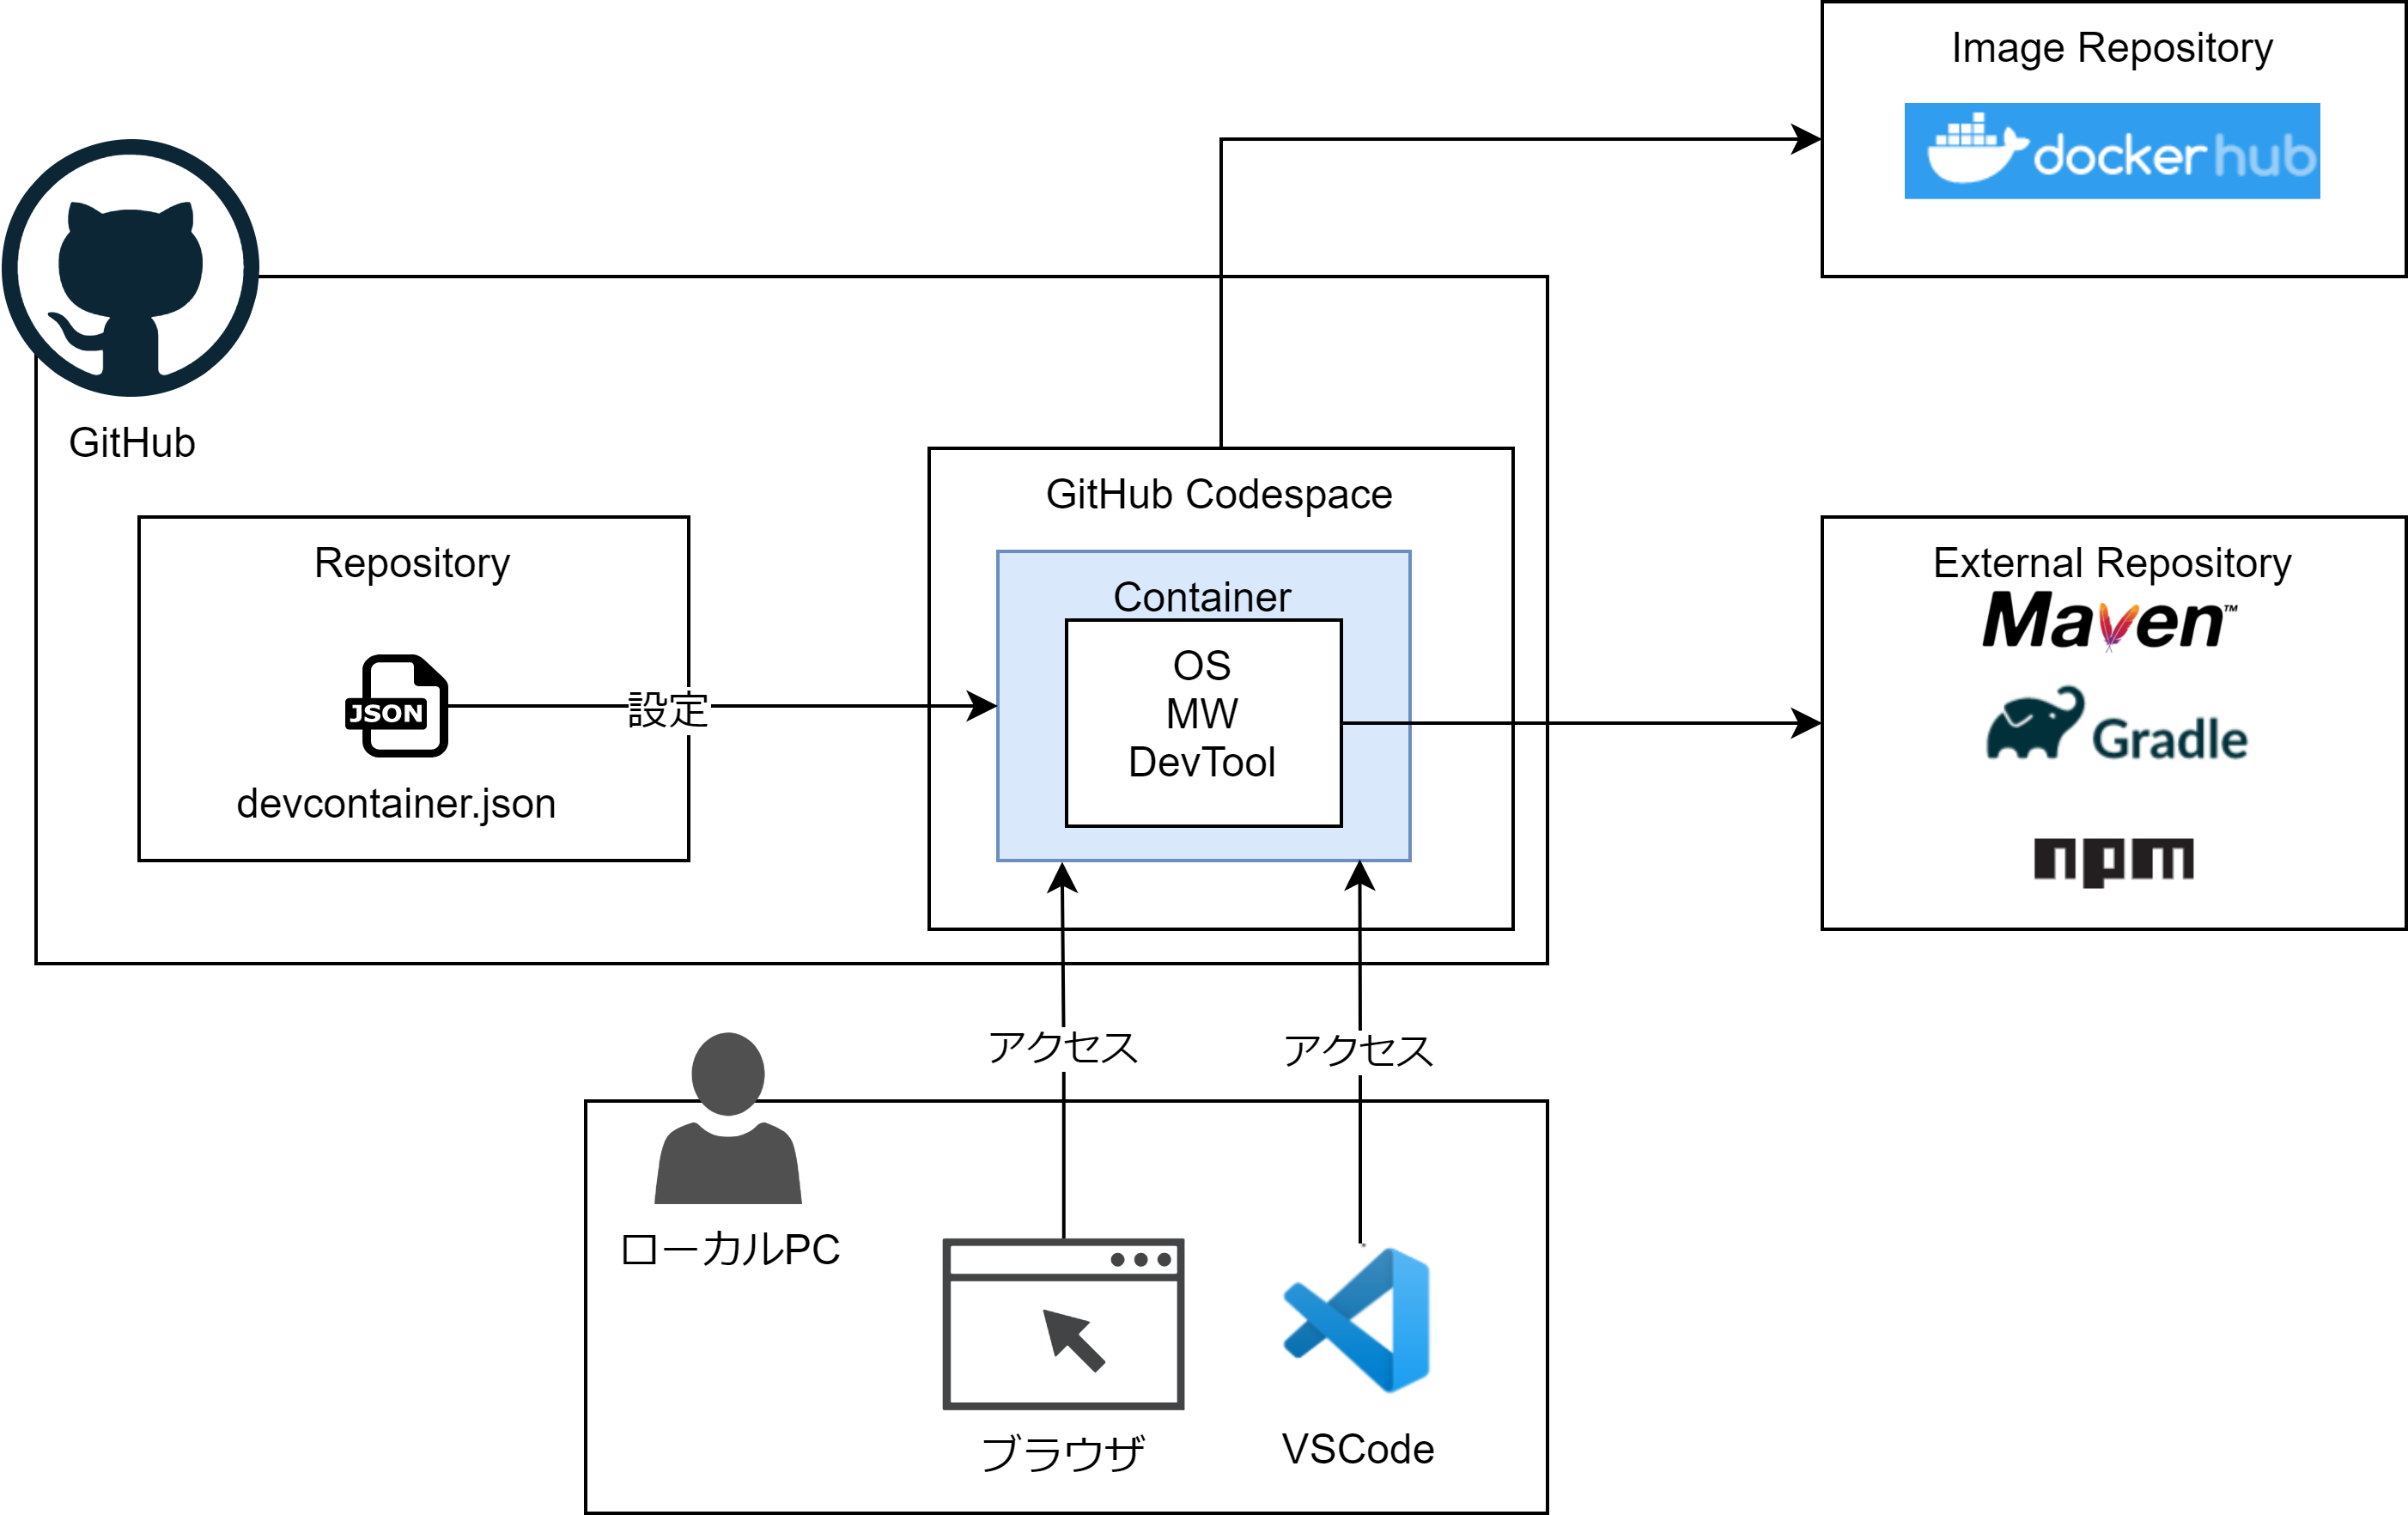 Image Repository
docker hub
GitHub
GitHub Codespace
Repository
Container
External Repository
Maven™
OS
MW
DevTool
JSON
設定
Gradle
devcontainer.json
npm
アクセス
アクセス
ローカルPC
ブラウザ
VSCode